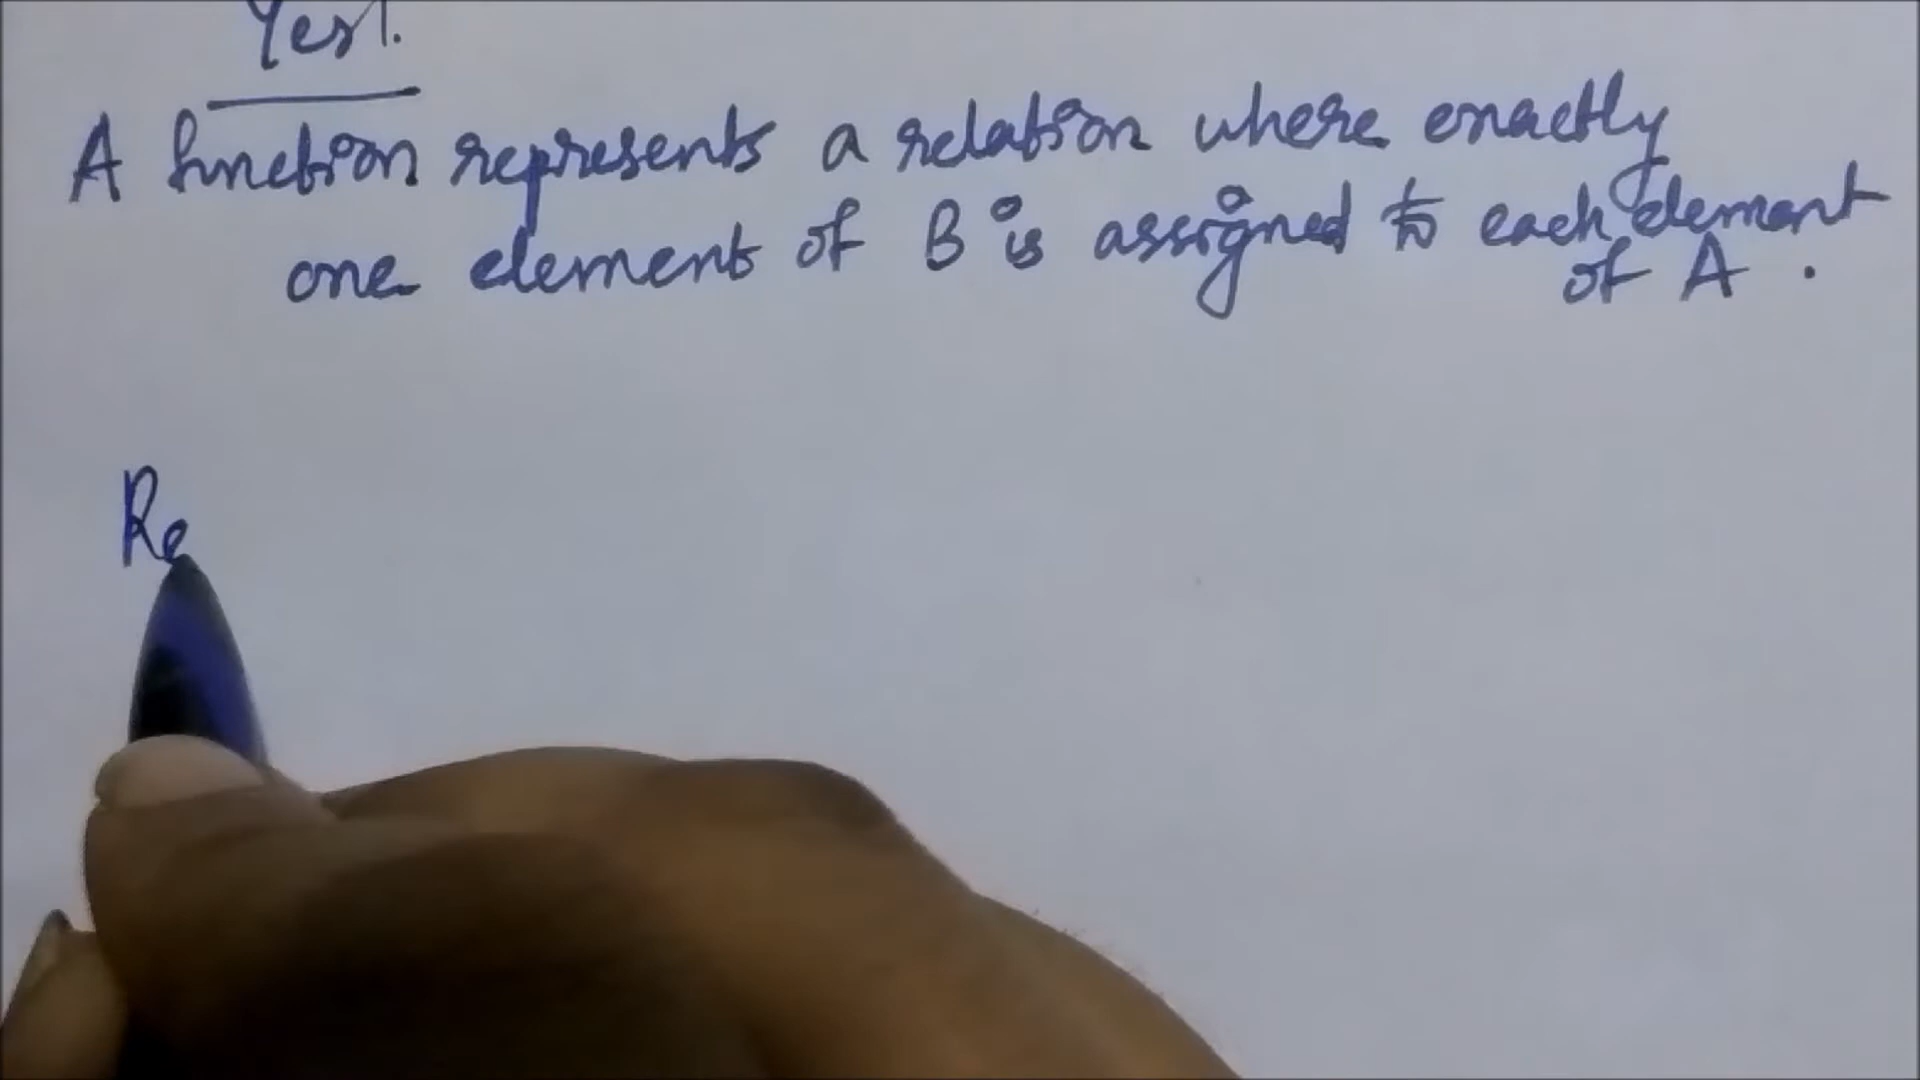 Yes!.
A function represents a relation where exactly
one element of B is assigned to each element
of A .
Re